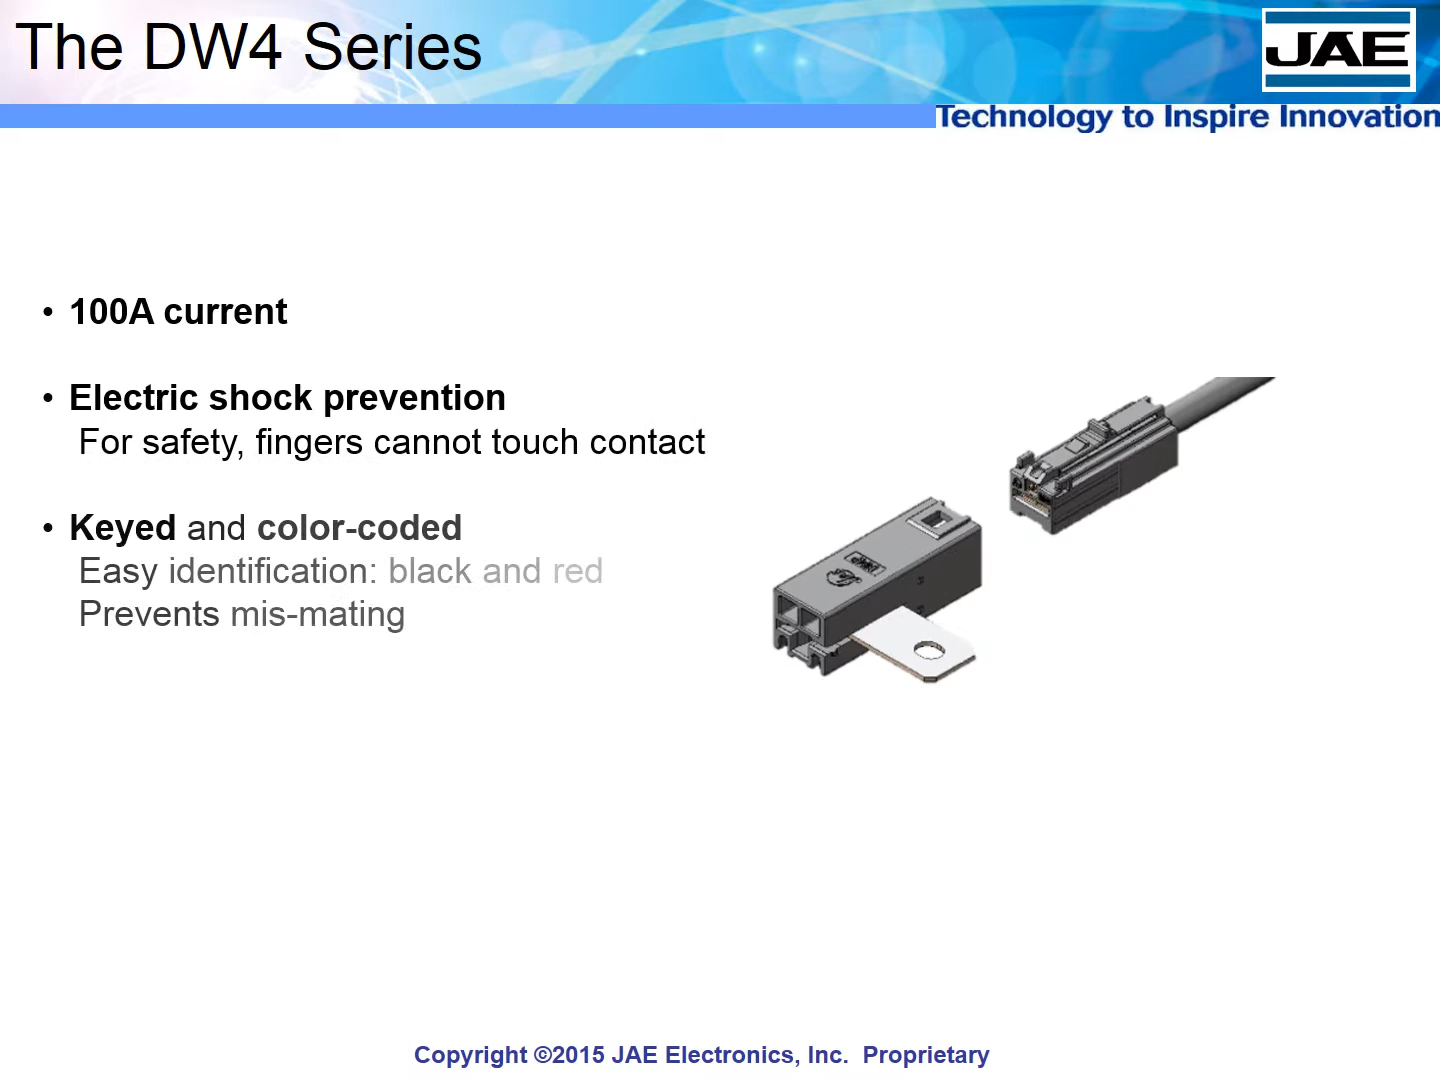 The DW4 Series
JAE
Technology to Inspire Innovation
• 100A current
• Electric shock prevention
For safety, fingers cannot touch contact
• Keyed and color-coded
Easy identification: black and red
Prevents mis-mating
Copyright ©2015 JAE Electronics, Inc. Proprietary